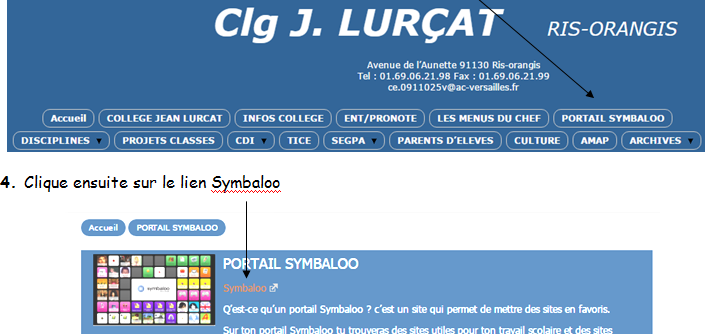 Clg J. LURÇAT RIS-ORANGIS
Avenue de l'Aunette 91130 Ris-orangis
Tel : 01.69.06.21.98 Fax : 01.69.06.21.99
ce.0911025v@ac-versailles.fr
Accueil COLLEGE JEAN LURCAT INFOS COLLEGE ENT/PRONOTE LES MENUS DU CHEF PORTAIL SYMBALOO
DISCIPLINES PROJETS CLASSES CDI TICE SEGPA PARENTS D'ELEVES CULTURE AMAP ARCHIVES
4. Clique ensuite sur le lien Symbaloo
Accueil PORTAIL SYMBALOO
symbaloo
PORTAIL SYMBALOO
Symbaloo
Q'est-ce qu'un portail Symbaloo ? c'est un site qui permet de mettre des sites en favoris.
Sur ton portail Symbaloo tu trouveras des sites utiles pour ton travail scolaire et des sites